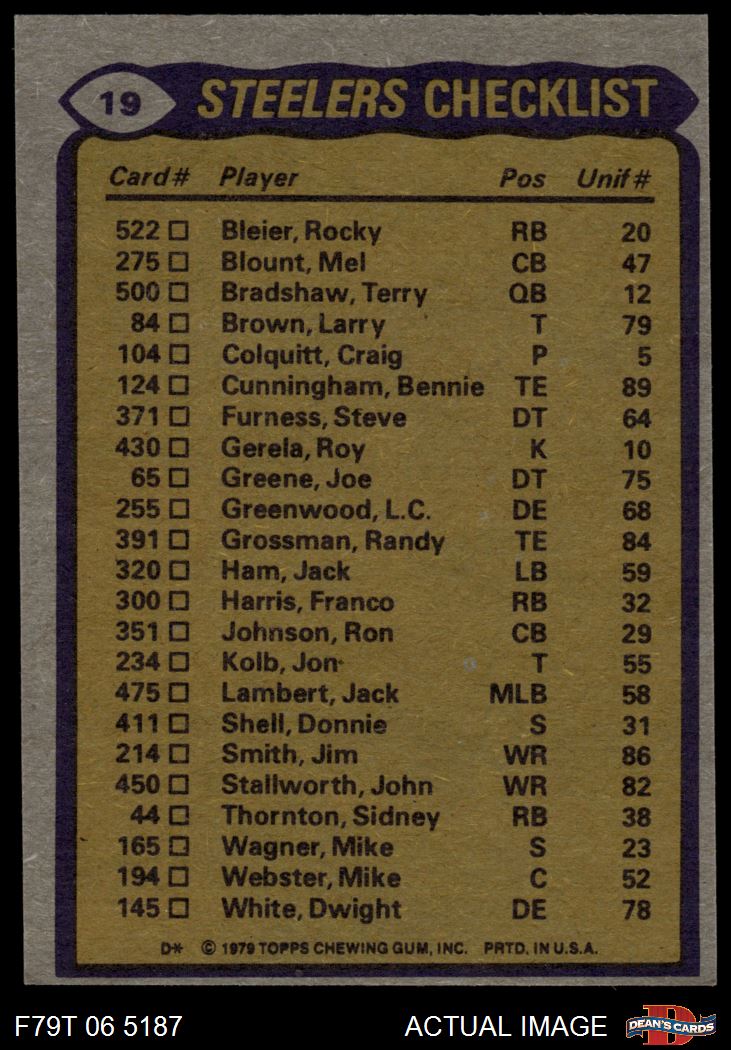 19 STEELERS CHECKLIST
Card# Player Pos Unif#
522 Bleier, Rocky RB 20
275 Blount, Mel CB 47
500 Bradshaw, Terry QB 12
84 Brown, Larry T 79
104 Colquitt, Craig P 5
124 Cunningham, Bennie TE 89
371 Furness, Steve DT 64
430 Gerela, Roy K 10
65 Greene, Joe DT 75
255 Greenwood, L.C. DE 68
391 Grossman, Randy TE 84
320 Ham, Jack LB 59
300 Harris, Franco RB 32
351 Johnson, Ron CB 29
234 Kolb, Jon T 55
475 Lambert, Jack MLB 58
411 Shell, Donnie S 31
214 Smith, Jim WR 86
450 Stallworth, John WR 82
44 Thornton, Sidney RB 38
165 Wagner, Mike S 23
194 Webster, Mike C 52
145 White, Dwight DE 78
D* © 1979 TOPPS CHEWING GUM, INC. PRTD. IN U.S.A.
F79T 06 5187 ACTUAL IMAGE DEAN'S CARDS